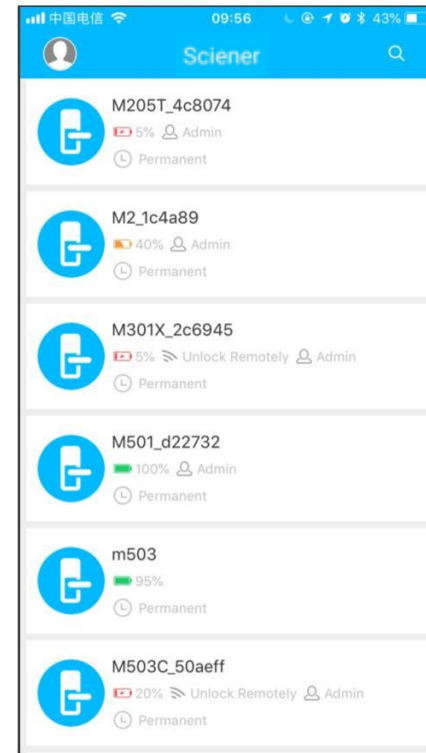 中国电信 09:56 43%
Sciener
M205T_4c8074
5% Admin
Permanent
M2_1c4a89
40% Admin
Permanent
M301X_2c6945
5% Unlock Remotely Admin
Permanent
M501_d22732
100% Admin
Permanent
m503
95%
Permanent
M503C_50aeff
20% Unlock Remotely Admin
Permanent